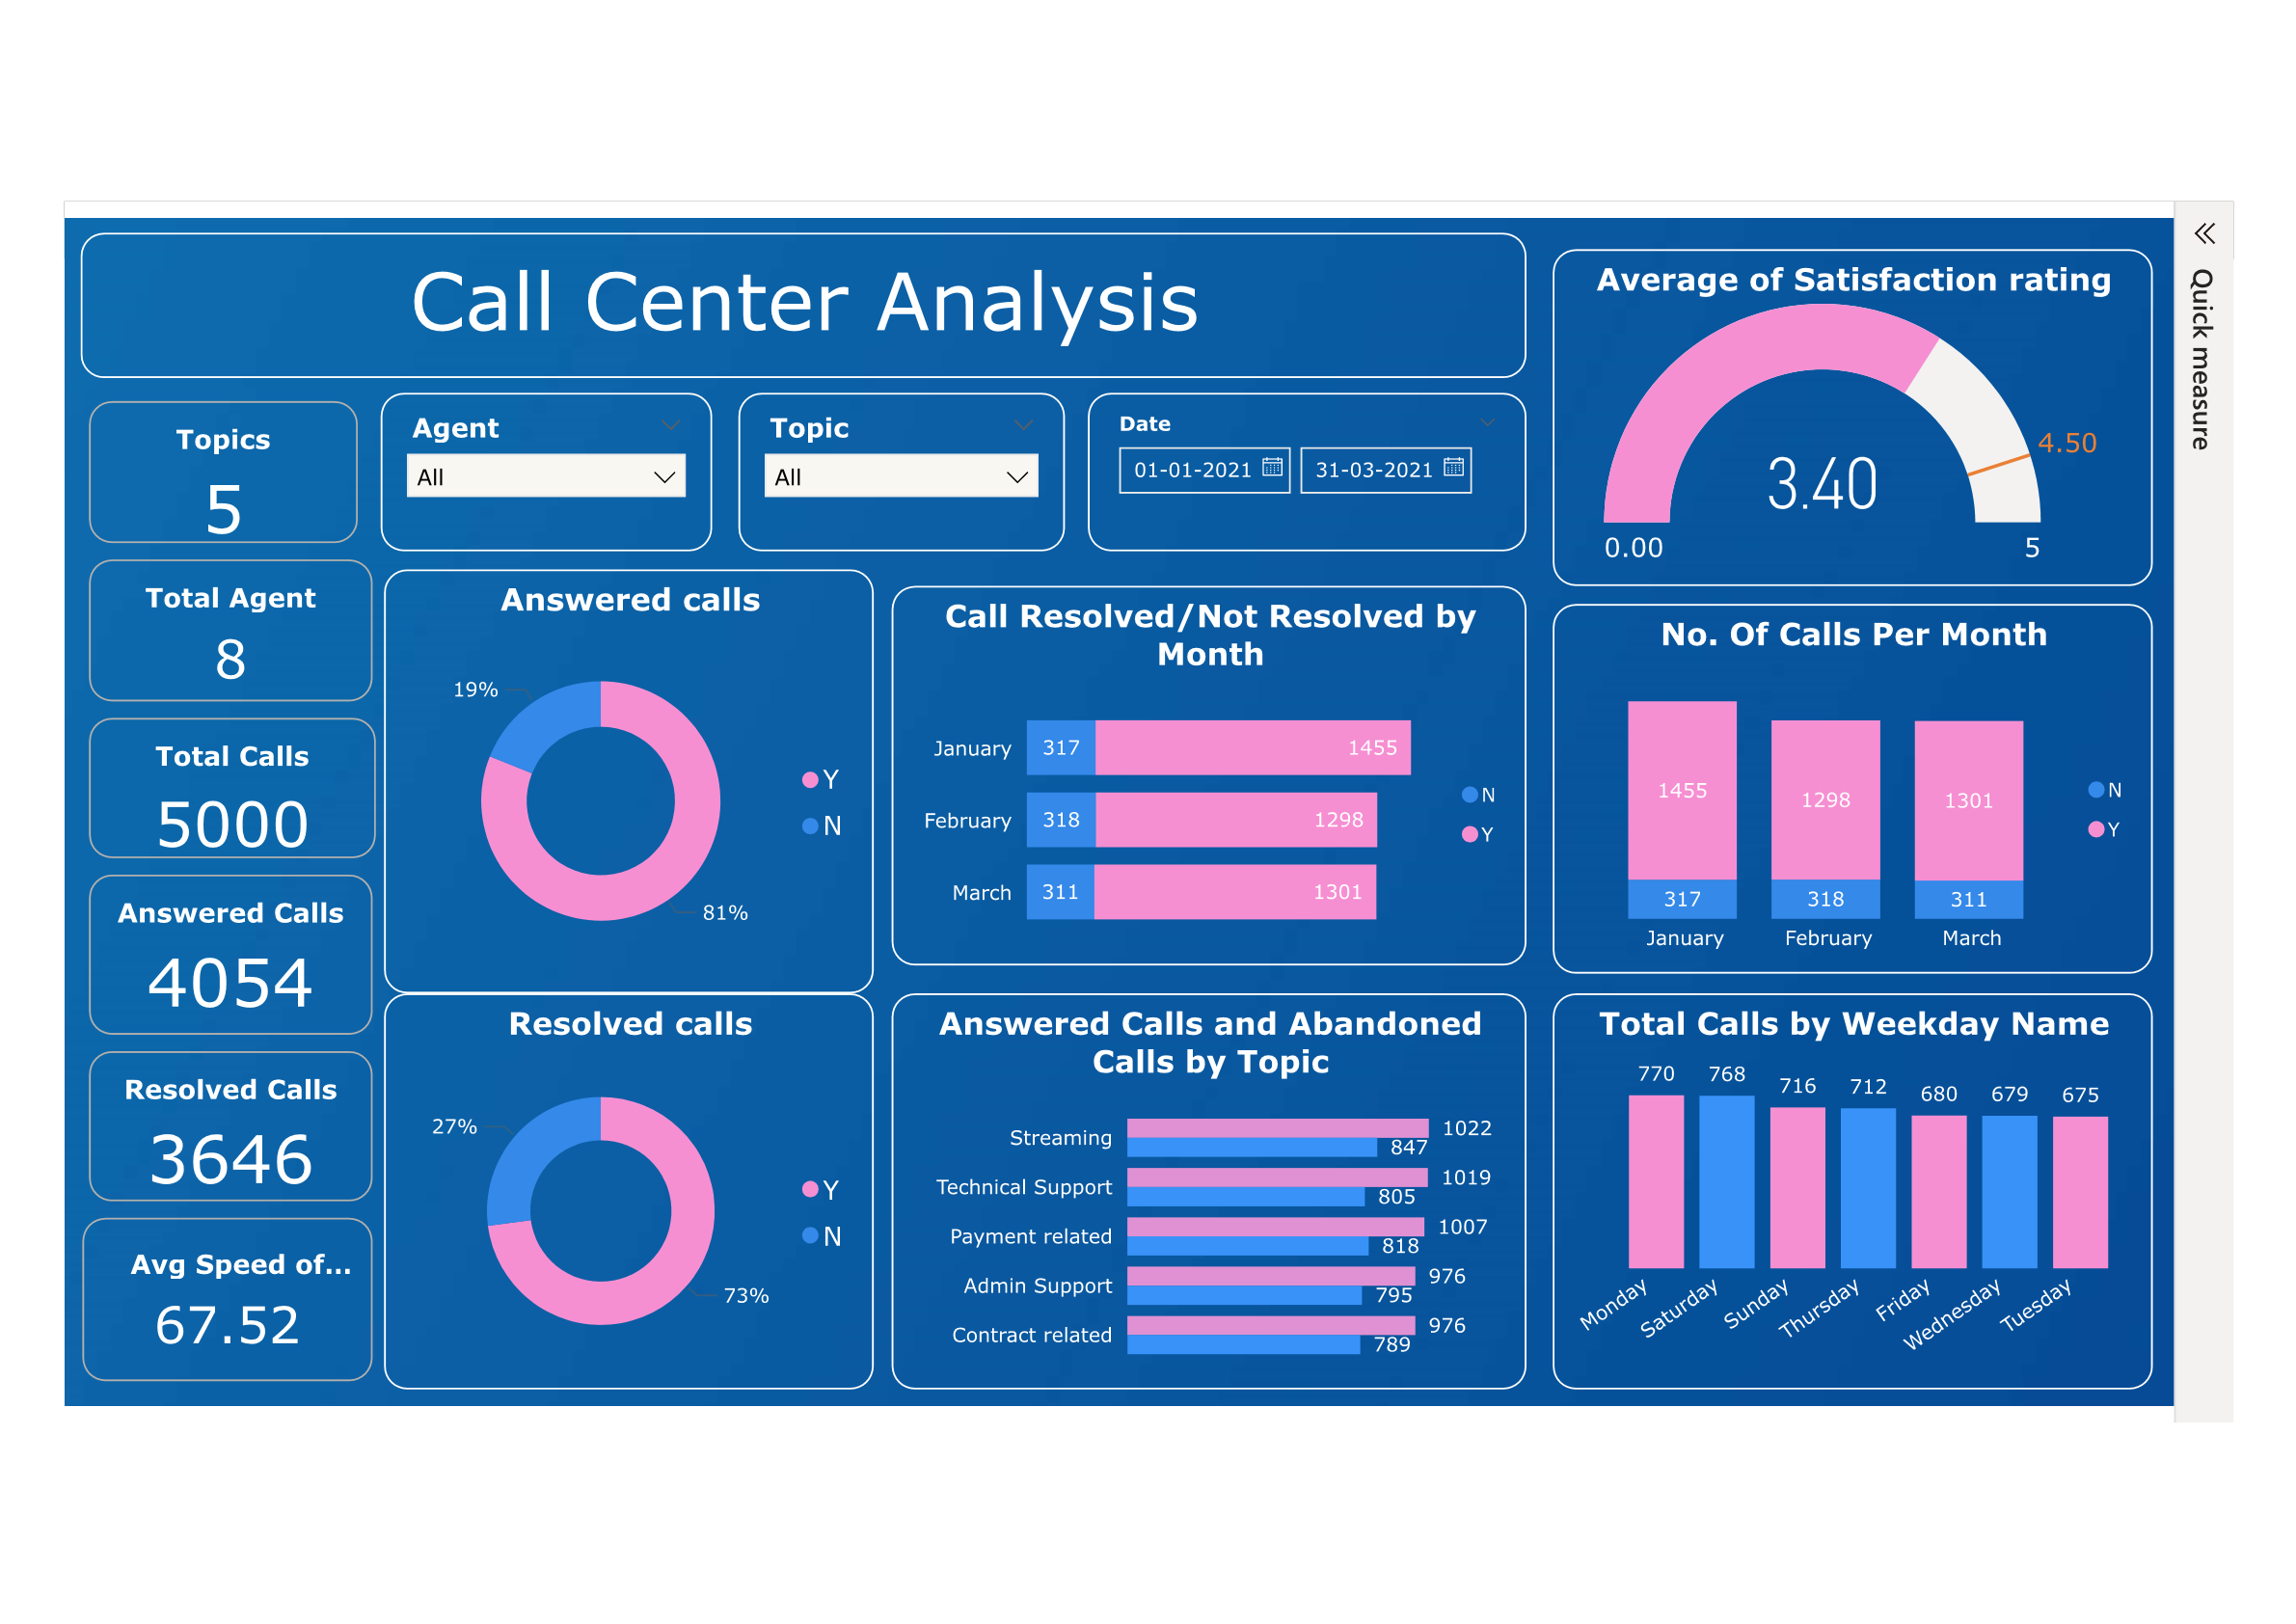 Call Center Analysis
Quick measure
Topics
5
Agent
All
Topic
All
Date
01-01-2021
31-03-2021
Average of Satisfaction rating
3.40
4.50
0.00
5
Total Agent
8
Total Calls
5000
Answered Calls
4054
Resolved Calls
3646
Avg Speed of...
67.52
Answered calls
19%
81%
Y
N
Call Resolved/Not Resolved by
Month
January 317 1455
February 318 1298
March 311 1301
N
Y
No. Of Calls Per Month
1455 1298 1301
317 318 311
January February March
N
Y
Resolved calls
27%
73%
Y
N
Answered Calls and Abandoned
Calls by Topic
Streaming 1022
847
Technical Support 1019
805
Payment related 1007
818
Admin Support 976
795
Contract related 976
789
Total Calls by Weekday Name
770 768 716 712 680 679 675
Monday Saturday Sunday Thursday Friday Wednesday Tuesday